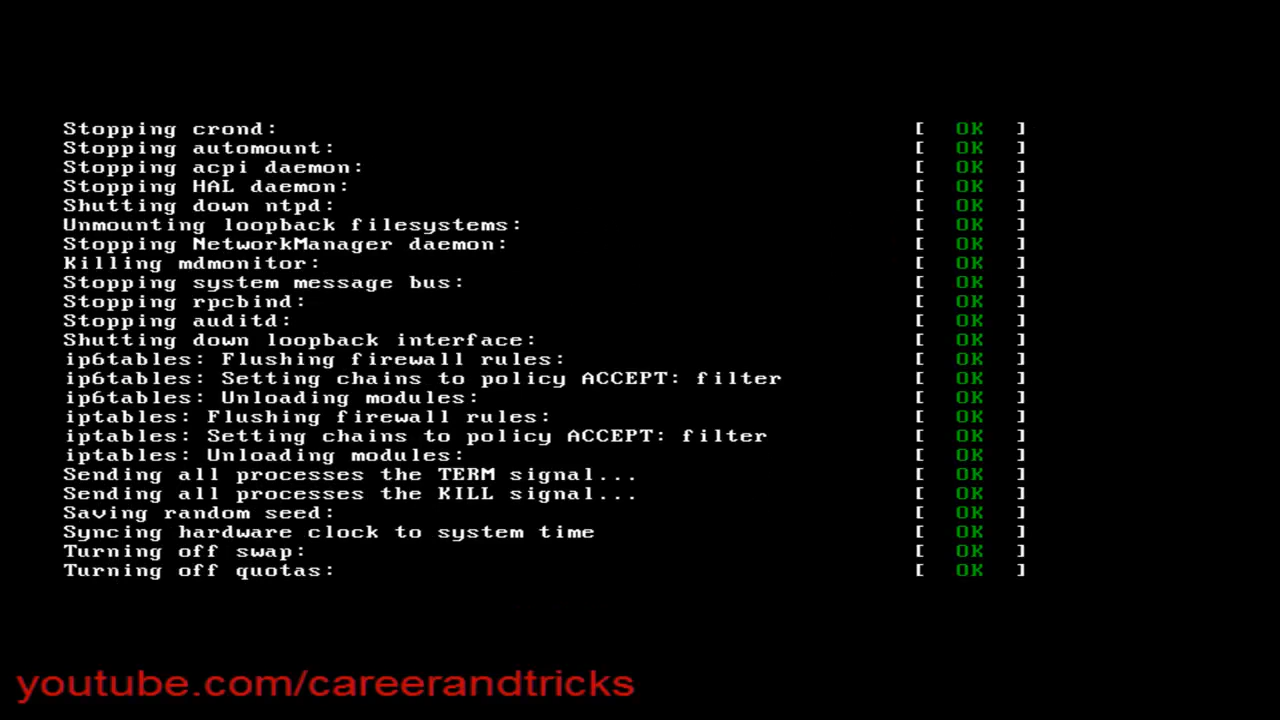 Stopping crond: [ OK ]
Stopping automount: [ OK ]
Stopping acpi daemon: [ OK ]
Stopping HAL daemon: [ OK ]
Shutting down ntpd: [ OK ]
Unmounting loopback filesystems: [ OK ]
Stopping NetworkManager daemon: [ OK ]
Killing mdmonitor: [ OK ]
Stopping system message bus: [ OK ]
Stopping rpcbind: [ OK ]
Stopping auditd: [ OK ]
Shutting down loopback interface: [ OK ]
ip6tables: Flushing firewall rules: [ OK ]
ip6tables: Setting chains to policy ACCEPT: filter [ OK ]
ip6tables: Unloading modules: [ OK ]
iptables: Flushing firewall rules: [ OK ]
iptables: Setting chains to policy ACCEPT: filter [ OK ]
iptables: Unloading modules: [ OK ]
Sending all processes the TERM signal... [ OK ]
Sending all processes the KILL signal... [ OK ]
Saving random seed: [ OK ]
Syncing hardware clock to system time [ OK ]
Turning off swap: [ OK ]
Turning off quotas: [ OK ]
youtube.com/careerandtricks